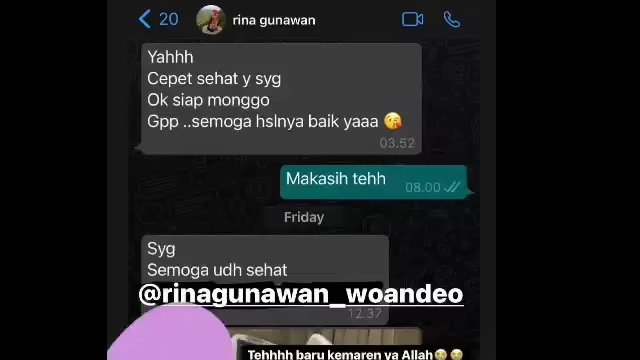 20
rina gunawan
Yahhh
Cepet sehat y syg
Ok siap monggo
Gpp ..semoga hslnya baik yaaa 😘
03.52
Makasih tehh
08.00
Friday
Syg
Semoga udh sehat
@rinagunawan_woandeo
12.37
Tehhhh baru kemaren ya Allah😭😭